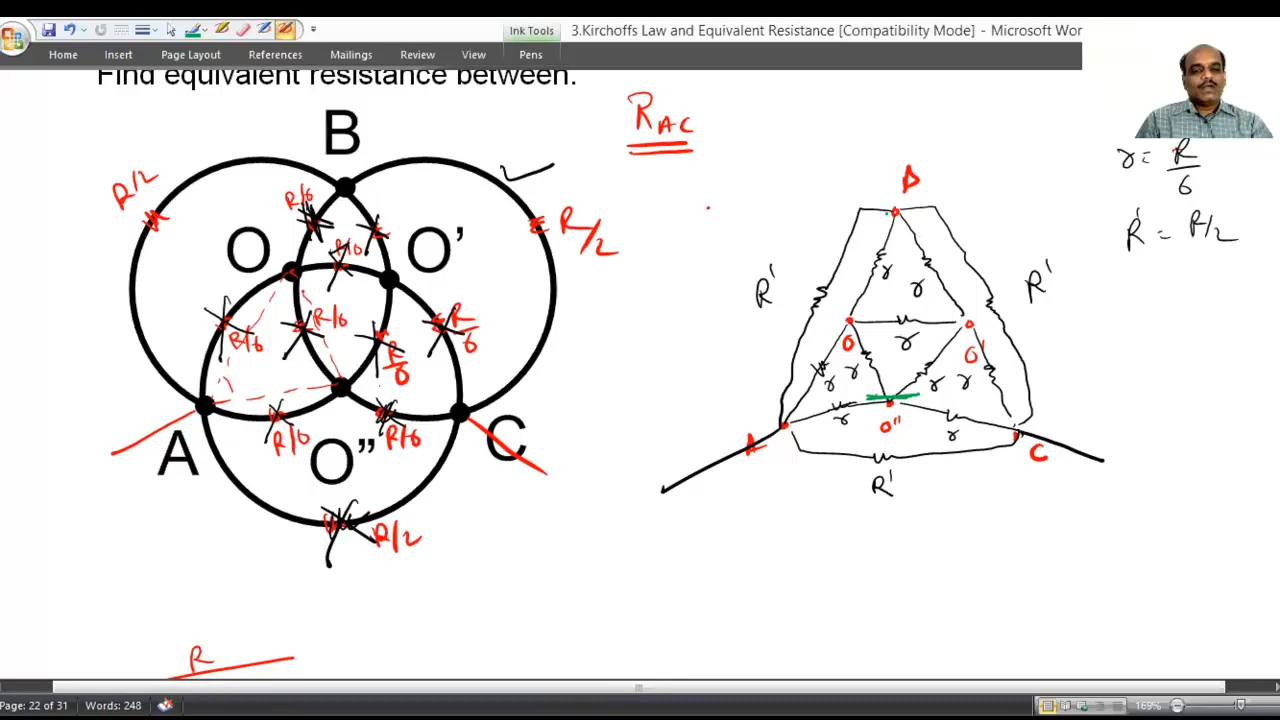 Ink Tools
3.Kirchoffs Law and Equivalent Resistance [Compatibility Mode] - Microsoft Wor
Home Insert Page Layout References Mailings Review View Pens
Find equivalent resistance between:
R_AC
B
R/2
R/6
R/2
O
R/6
O'
R/6
R/6
R/6
R/6
R/6
R/6
A
O''
C
R/2
R
r = R/6
R' = R/2
B
R'
R'
r
r
O
r
O'
r
r
r
r
r
O''
r
A
C
R'
Page: 22 of 31 Words: 248 169%